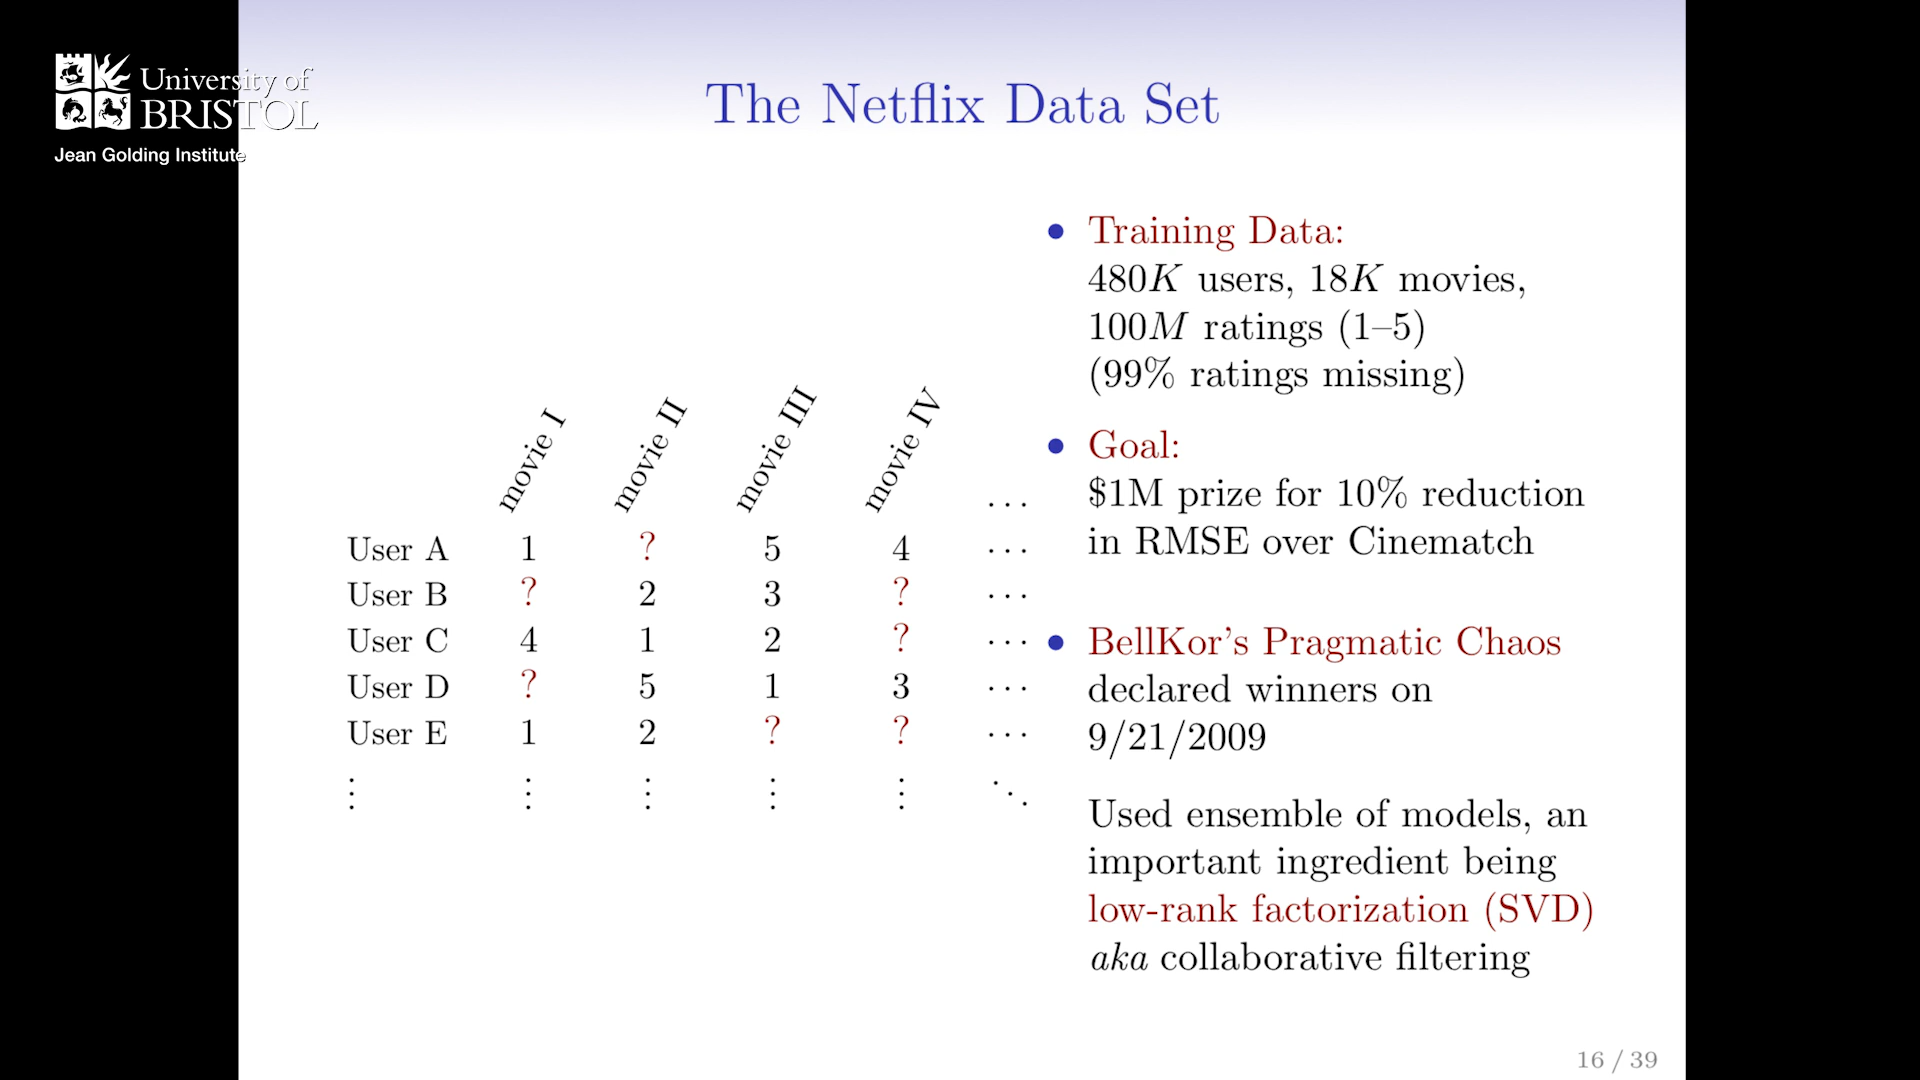 University of
BRISTOL
Jean Golding Institute
The Netflix Data Set
movie I movie II movie III movie IV ...
User A 1 ? 5 4 ...
User B ? 2 3 ? ...
User C 4 1 2 ? ...
User D ? 5 1 3 ...
User E 1 2 ? ? ...
⋮ ⋮ ⋮ ⋮ ⋮ ⋱
• Training Data:
480K users, 18K movies,
100M ratings (1–5)
(99% ratings missing)
• Goal:
$1M prize for 10% reduction
in RMSE over Cinematch
• BellKor's Pragmatic Chaos
declared winners on
9/21/2009
Used ensemble of models, an
important ingredient being
low-rank factorization (SVD)
aka collaborative filtering
16 / 39